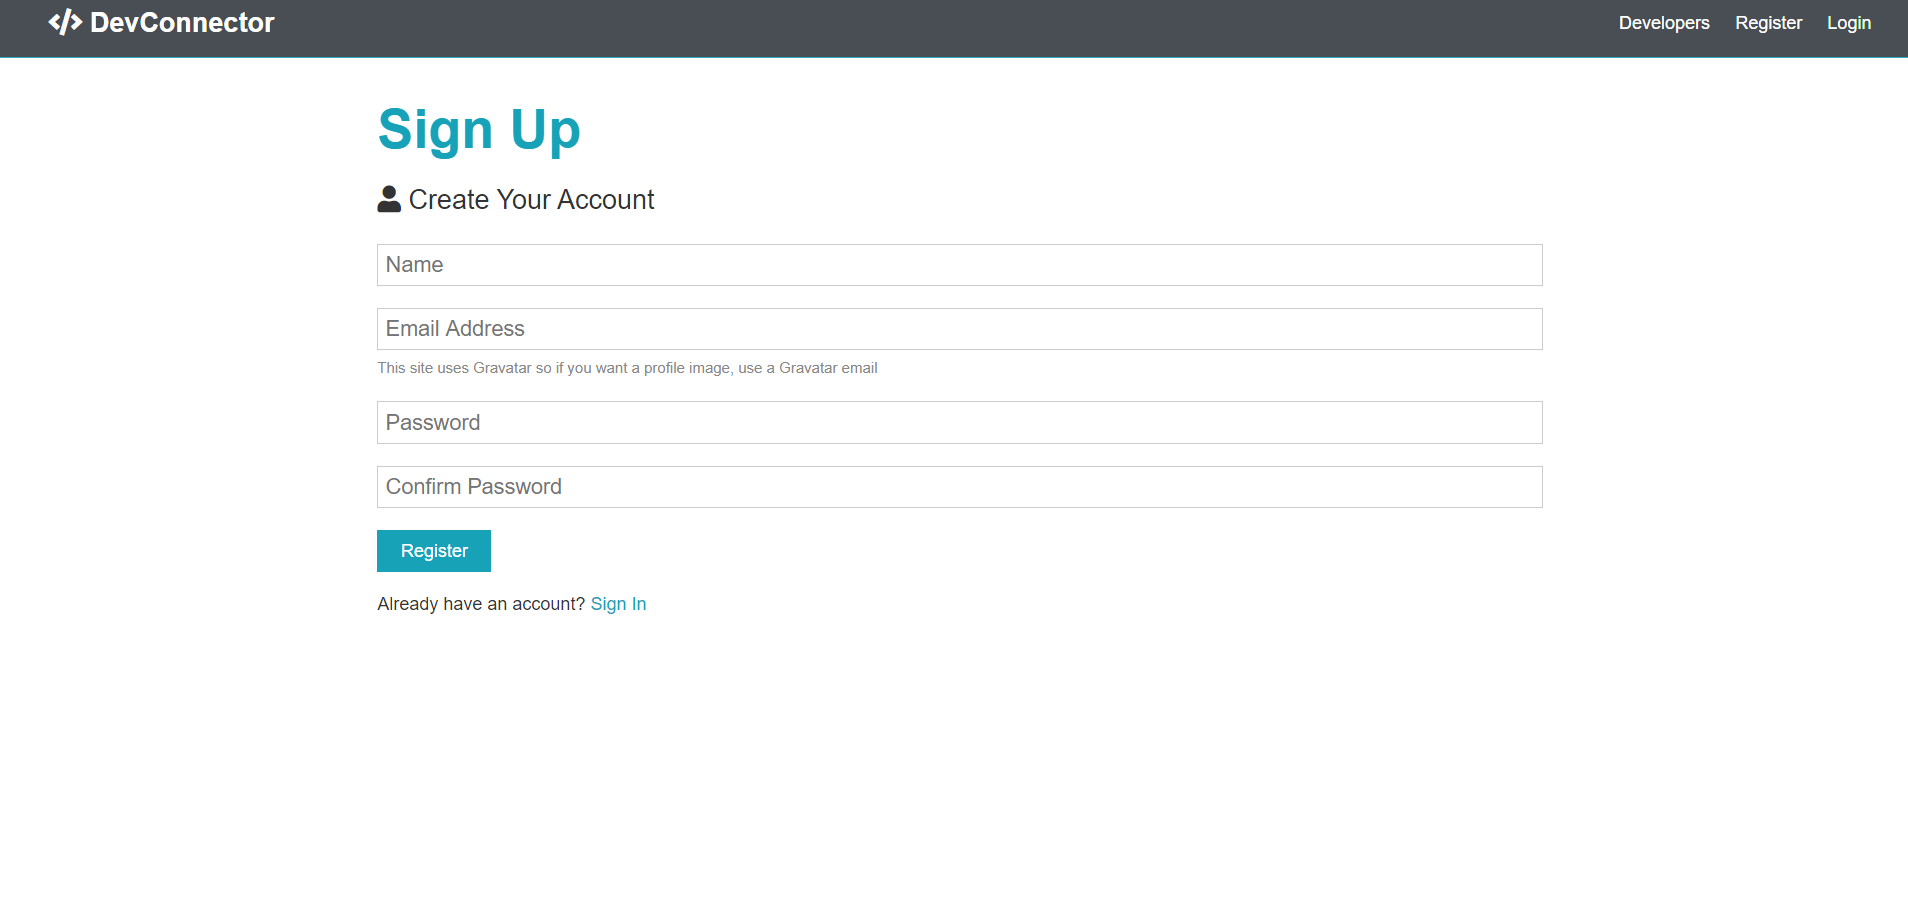 DevConnector
Developers Register Login
Sign Up
Create Your Account
Name
Email Address
This site uses Gravatar so if you want a profile image, use a Gravatar email
Password
Confirm Password
Register
Already have an account? Sign In